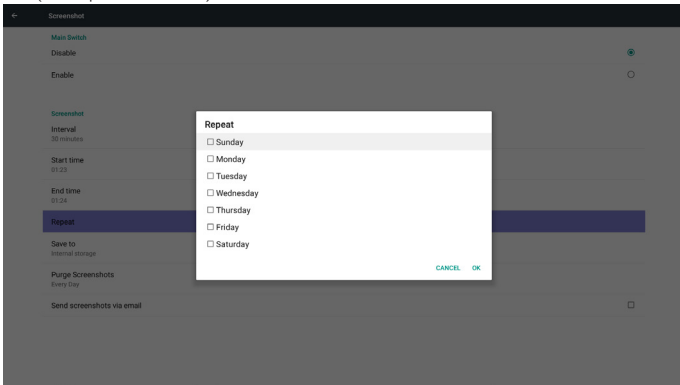 Screenshot
Main Switsh
Disable
Enable
Screenshot
Interval
30 minutes
Start time
01:23
End time
01:24
Repeat
Save to
Internal storage
Purge Screenshots
Every Day
Send screenshots via email
Repeat
Sunday
Monday
Tuesday
Wednesday
Thursday
Friday
Saturday
CANCEL OK